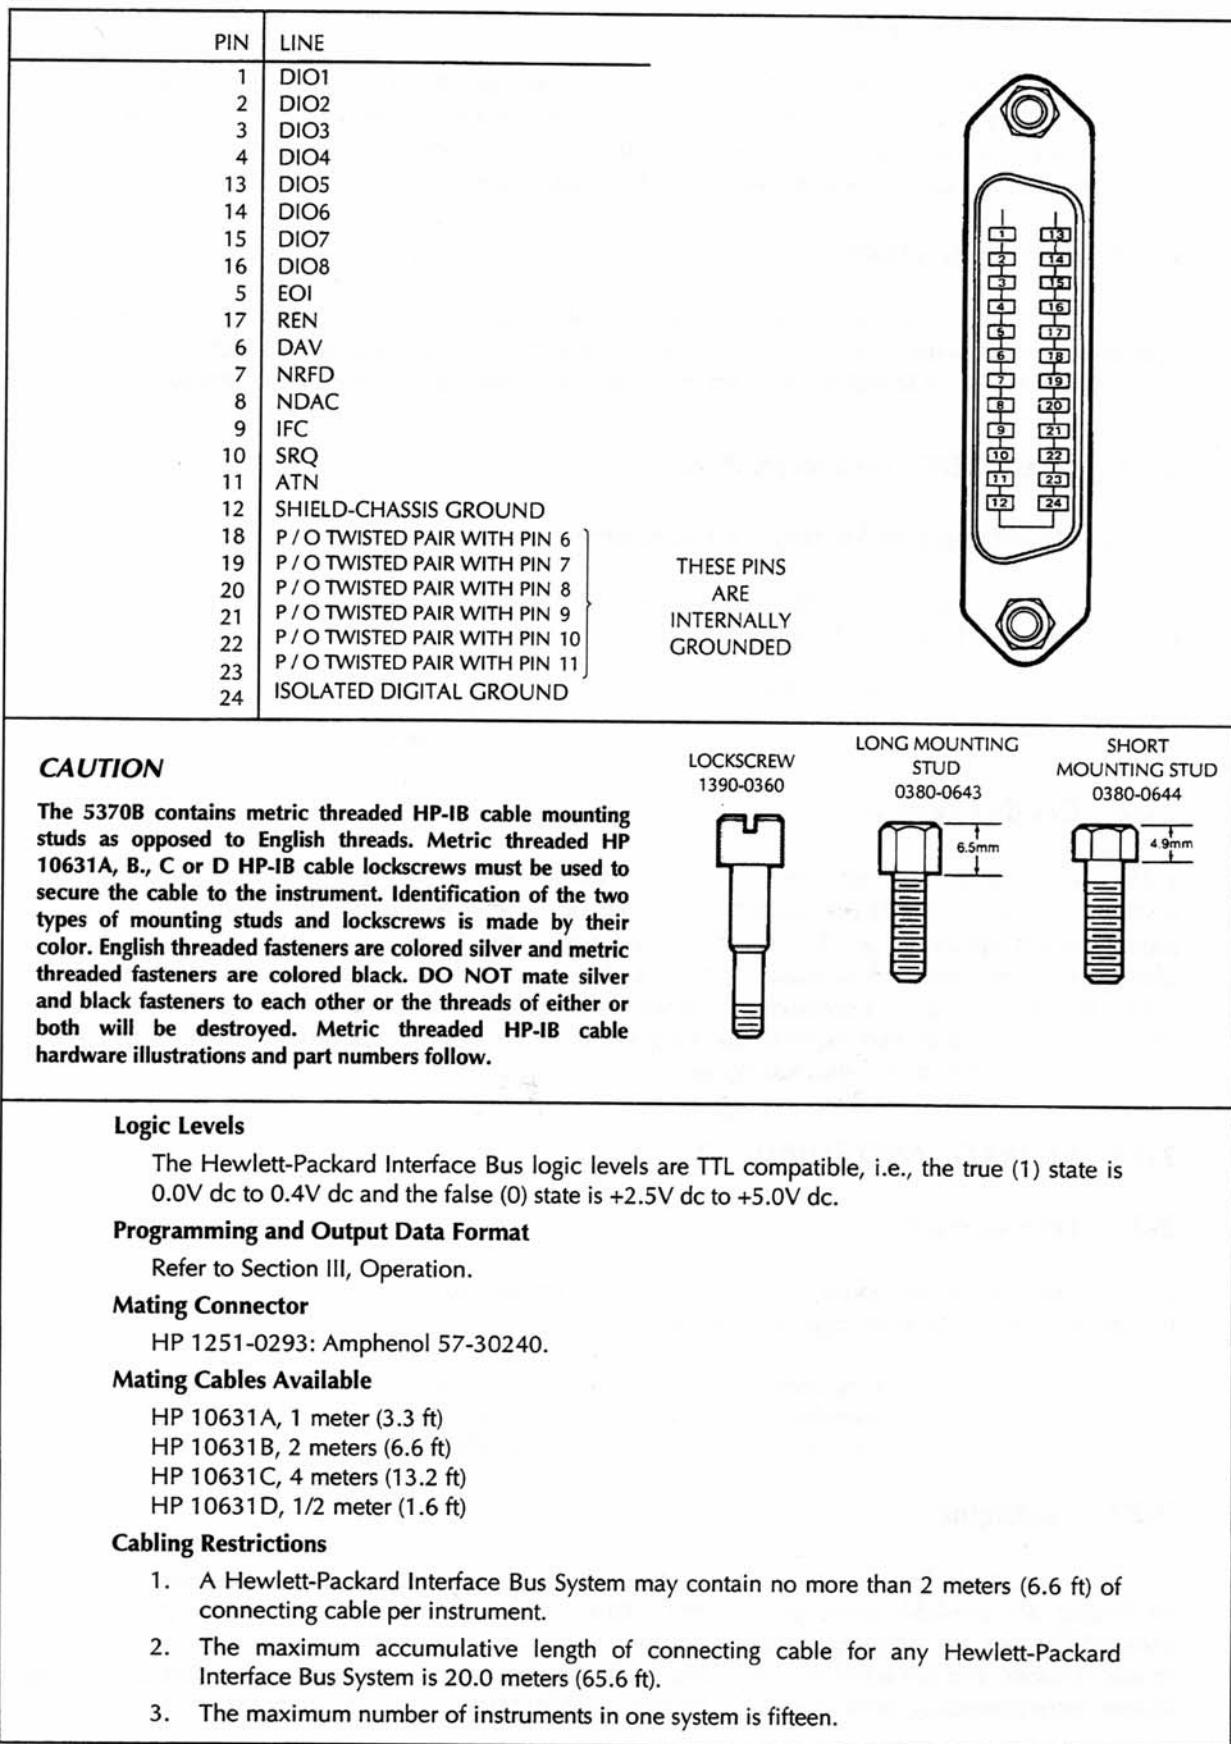 PIN LINE
1 DIO1
2 DIO2
3 DIO3
4 DIO4
13 DIO5
14 DIO6
15 DIO7
16 DIO8
5 EOI
17 REN
6 DAV
7 NRFD
8 NDAC
9 IFC
10 SRQ
11 ATN
12 SHIELD-CHASSIS GROUND
18 P/O TWISTED PAIR WITH PIN 6
19 P/O TWISTED PAIR WITH PIN 7
20 P/O TWISTED PAIR WITH PIN 8
21 P/O TWISTED PAIR WITH PIN 9
22 P/O TWISTED PAIR WITH PIN 10
23 P/O TWISTED PAIR WITH PIN 11
24 ISOLATED DIGITAL GROUND
THESE PINS
ARE
INTERNALLY
GROUNDED
1 13
2 14
3 15
4 16
5 17
6 18
7 19
8 20
9 21
10 22
11 23
12 24
CAUTION
The 5370B contains metric threaded HP-IB cable mounting
studs as opposed to English threads. Metric threaded HP
10631A, B., C or D HP-IB cable lockscrews must be used to
secure the cable to the instrument. Identification of the two
types of mounting studs and lockscrews is made by their
color. English threaded fasteners are colored silver and metric
threaded fasteners are colored black. DO NOT mate silver
and black fasteners to each other or the threads of either or
both will be destroyed. Metric threaded HP-IB cable
hardware illustrations and part numbers follow.
LOCKSCREW
1390-0360
LONG MOUNTING
STUD
0380-0643
6.5mm
SHORT
MOUNTING STUD
0380-0644
4.9mm
Logic Levels
The Hewlett-Packard Interface Bus logic levels are TTL compatible, i.e., the true (1) state is
0.0V dc to 0.4V dc and the false (0) state is +2.5V dc to +5.0V dc.
Programming and Output Data Format
Refer to Section III, Operation.
Mating Connector
HP 1251-0293: Amphenol 57-30240.
Mating Cables Available
HP 10631A, 1 meter (3.3 ft)
HP 10631B, 2 meters (6.6 ft)
HP 10631C, 4 meters (13.2 ft)
HP 10631D, 1/2 meter (1.6 ft)
Cabling Restrictions
1. A Hewlett-Packard Interface Bus System may contain no more than 2 meters (6.6 ft) of
connecting cable per instrument.
2. The maximum accumulative length of connecting cable for any Hewlett-Packard
Interface Bus System is 20.0 meters (65.6 ft).
3. The maximum number of instruments in one system is fifteen.